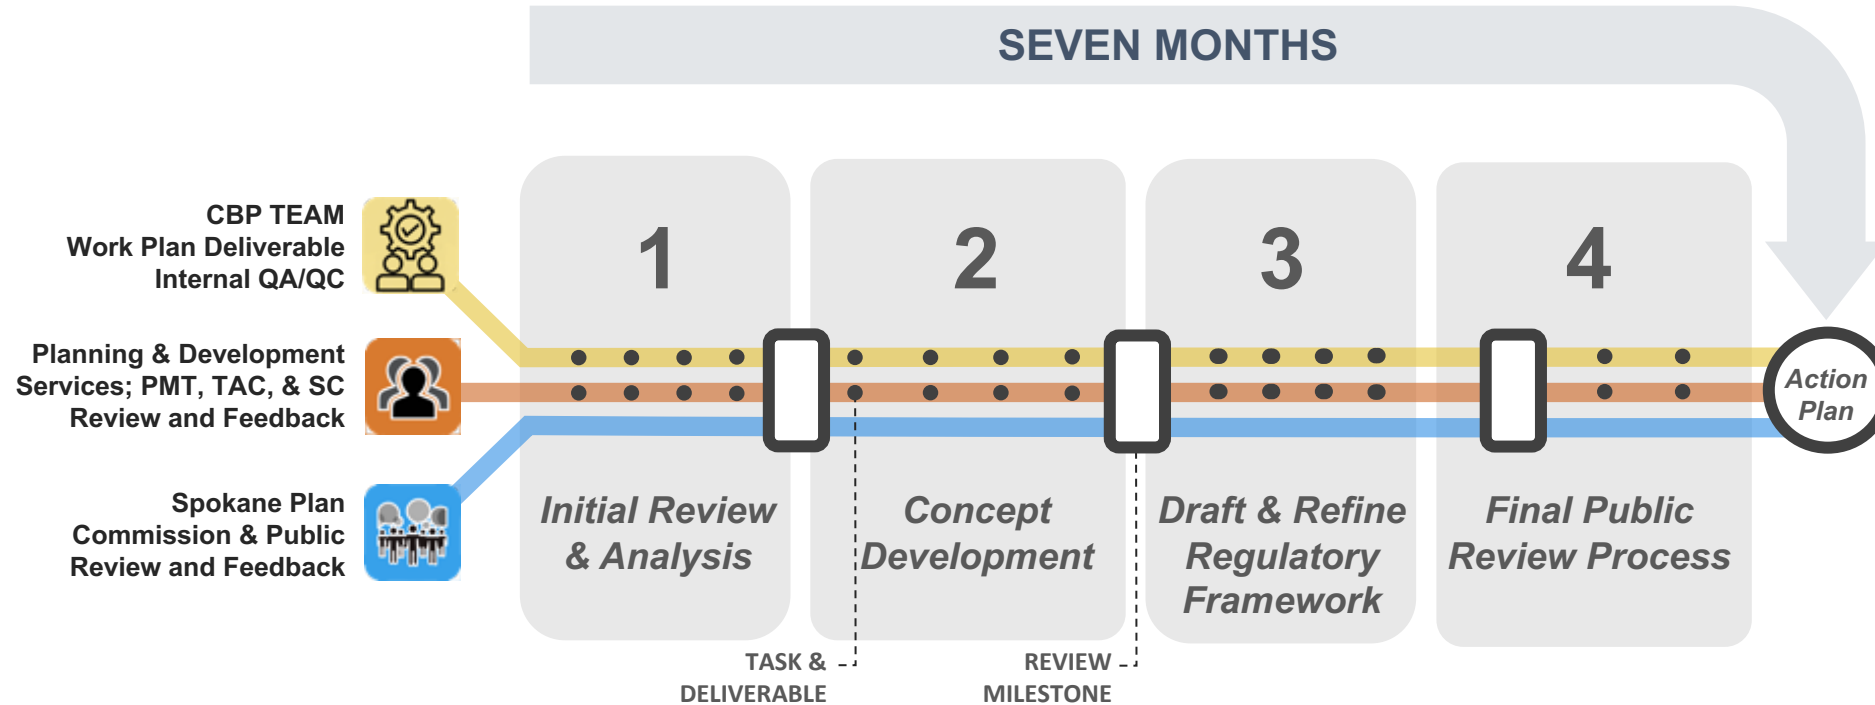 SEVEN MONTHS
CBP TEAM
Work Plan Deliverable
Internal QA/QC
Planning & Development
Services; PMT, TAC, & SC
Review and Feedback
Spokane Plan
Commission & Public
Review and Feedback
1
Initial Review
& Analysis
2
Concept
Development
3
Draft & Refine
Regulatory
Framework
4
Final Public
Review Process
Action
Plan
TASK &
DELIVERABLE
REVIEW
MILESTONE